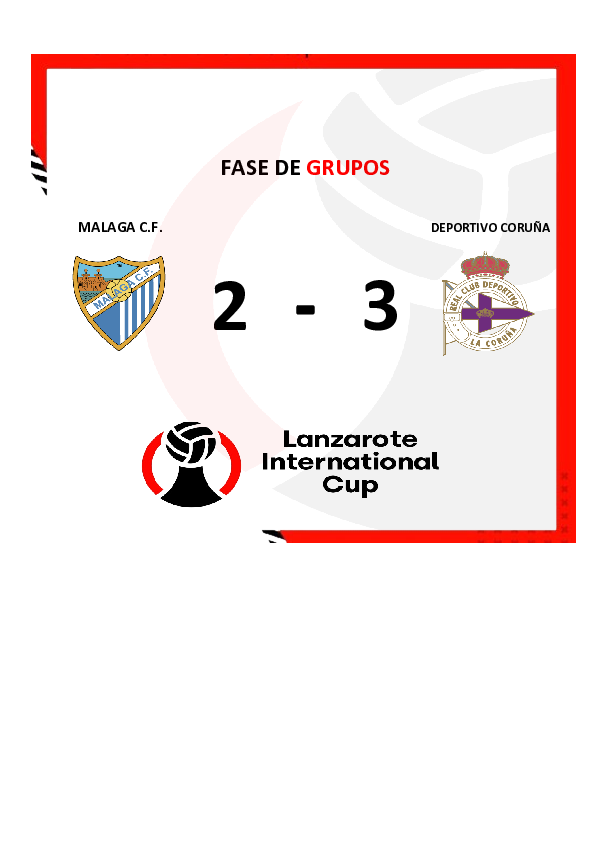 FASE DE GRUPOS
MALAGA C.F.
DEPORTIVO CORUÑA
MALAGA C.F.
2 - 3
REAL CLUB DEPORTIVO
LA CORUÑA
Lanzarote
International
Cup